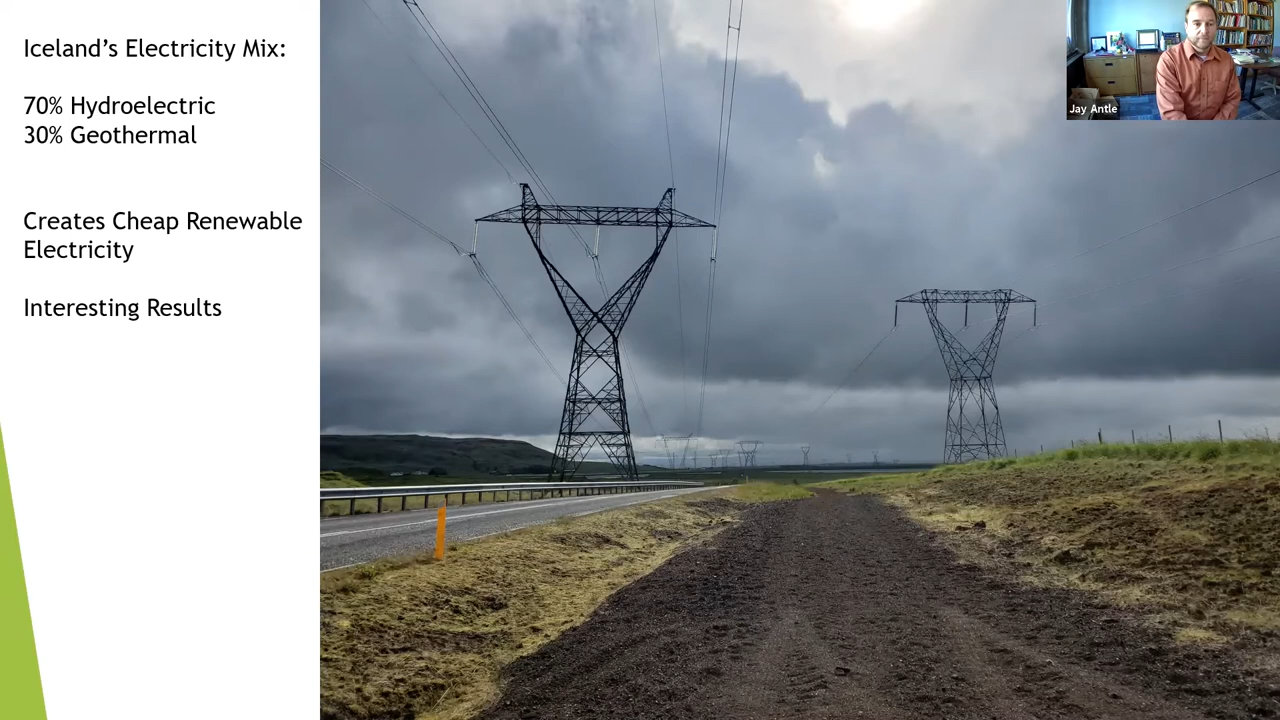 Iceland’s Electricity Mix:
70% Hydroelectric
30% Geothermal
Creates Cheap Renewable
Electricity
Interesting Results
Jay Antle